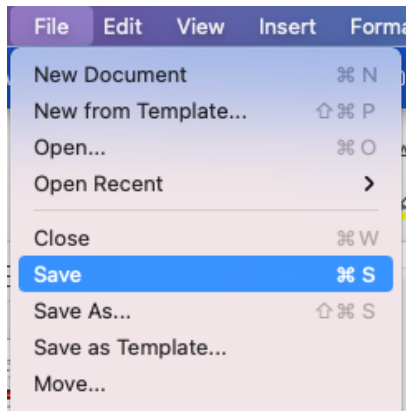 File Edit View Insert Forma
New Document ⌘ N
New from Template... ⇧ ⌘ P
Open... ⌘ O
Open Recent >
Close ⌘ W
Save ⌘ S
Save As... ⇧ ⌘ S
Save as Template...
Move...